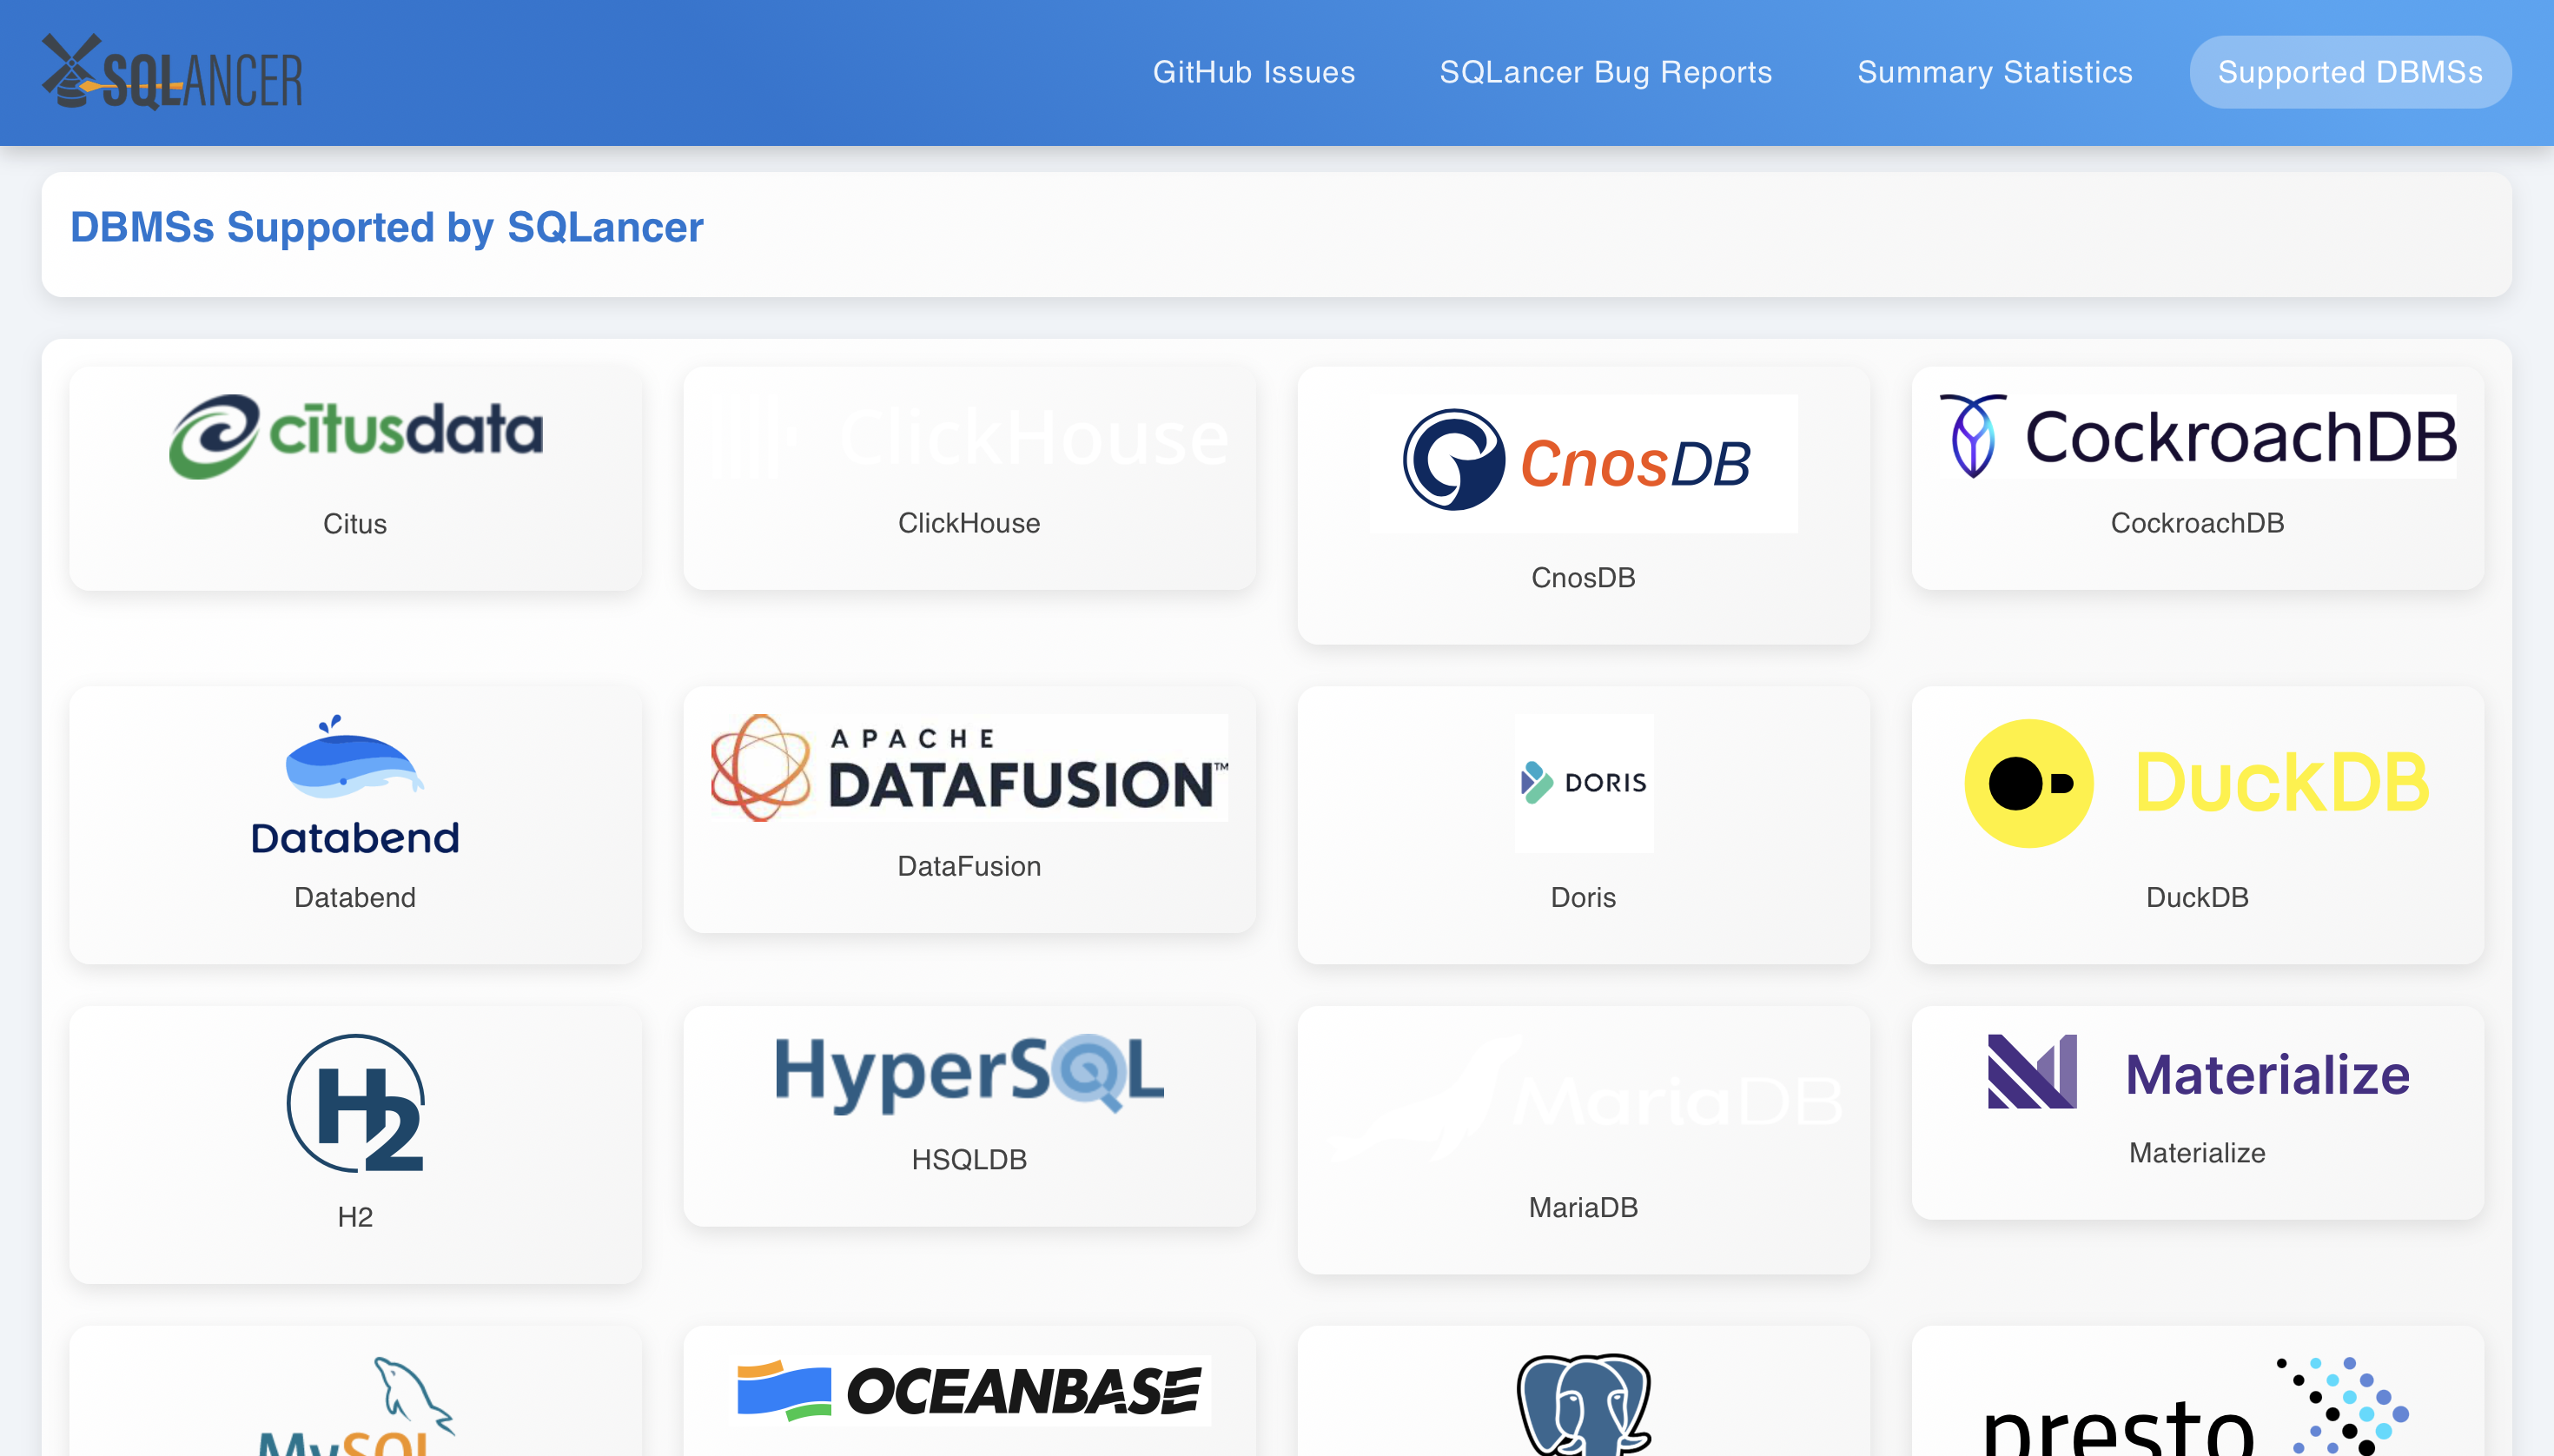 SQLANCER
GitHub Issues
SQLancer Bug Reports
Summary Statistics
Supported DBMSs
DBMSs Supported by SQLancer
citusdata
Citus
ClickHouse
ClickHouse
CnosDB
CnosDB
CockroachDB
CockroachDB
Databend
Databend
APACHE
DATAFUSION™
DataFusion
DORIS
Doris
DuckDB
DuckDB
H2
H2
HyperSQL
HSQLDB
MariaDB
MariaDB
Materialize
Materialize
MySQL
OCEANBASE
presto